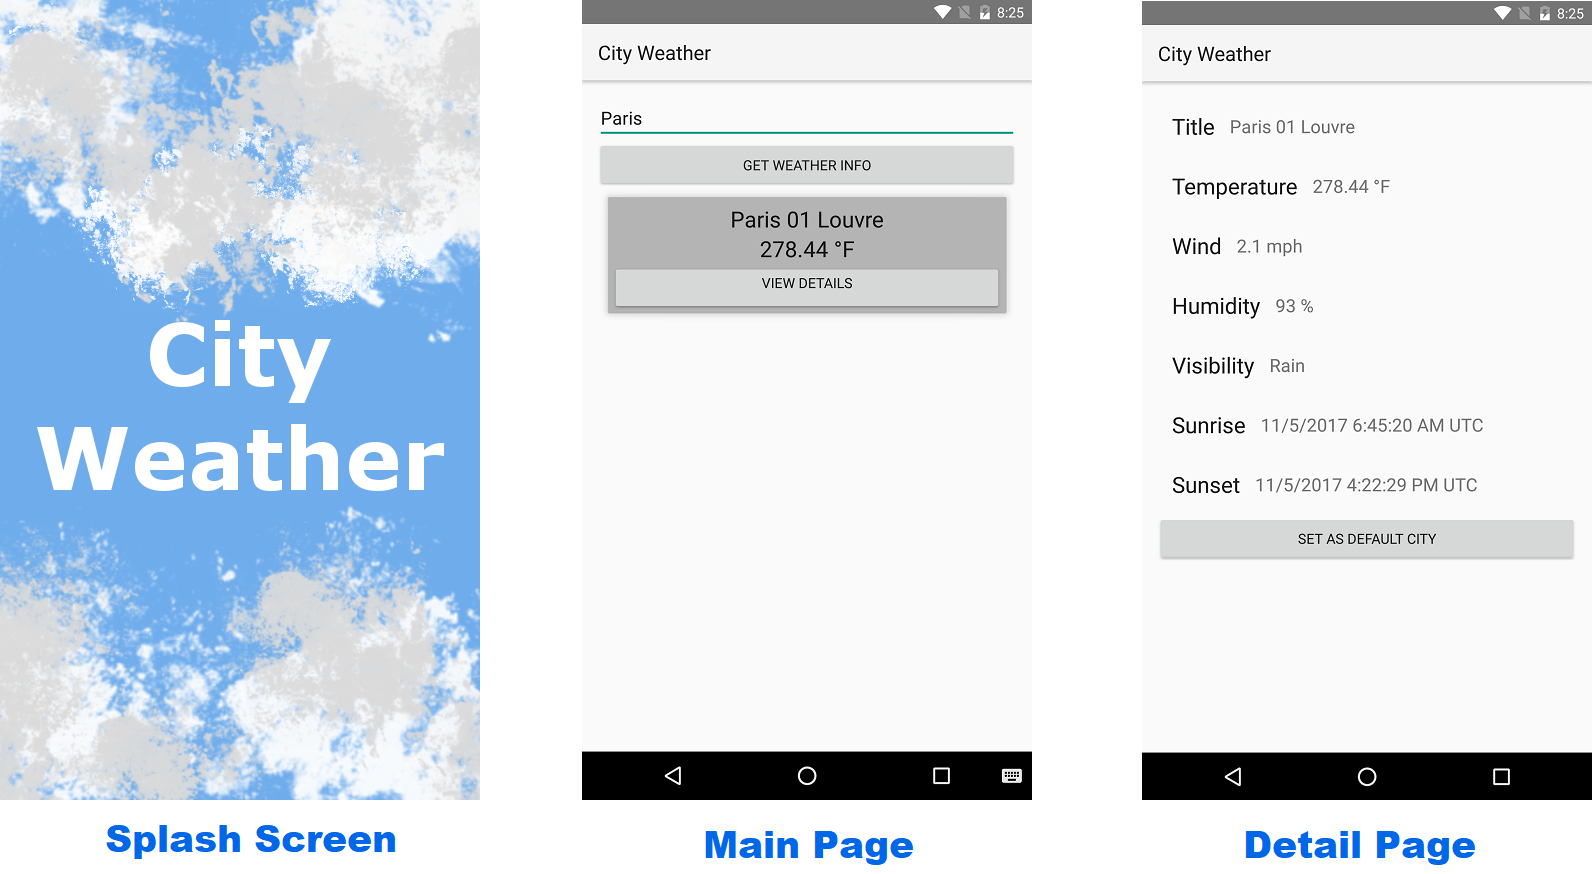 City
Weather
Splash Screen
8:25
City Weather
Paris
GET WEATHER INFO
Paris 01 Louvre
278.44 °F
VIEW DETAILS
Main Page
8:25
City Weather
Title Paris 01 Louvre
Temperature 278.44 °F
Wind 2.1 mph
Humidity 93 %
Visibility Rain
Sunrise 11/5/2017 6:45:20 AM UTC
Sunset 11/5/2017 4:22:29 PM UTC
SET AS DEFAULT CITY
Detail Page